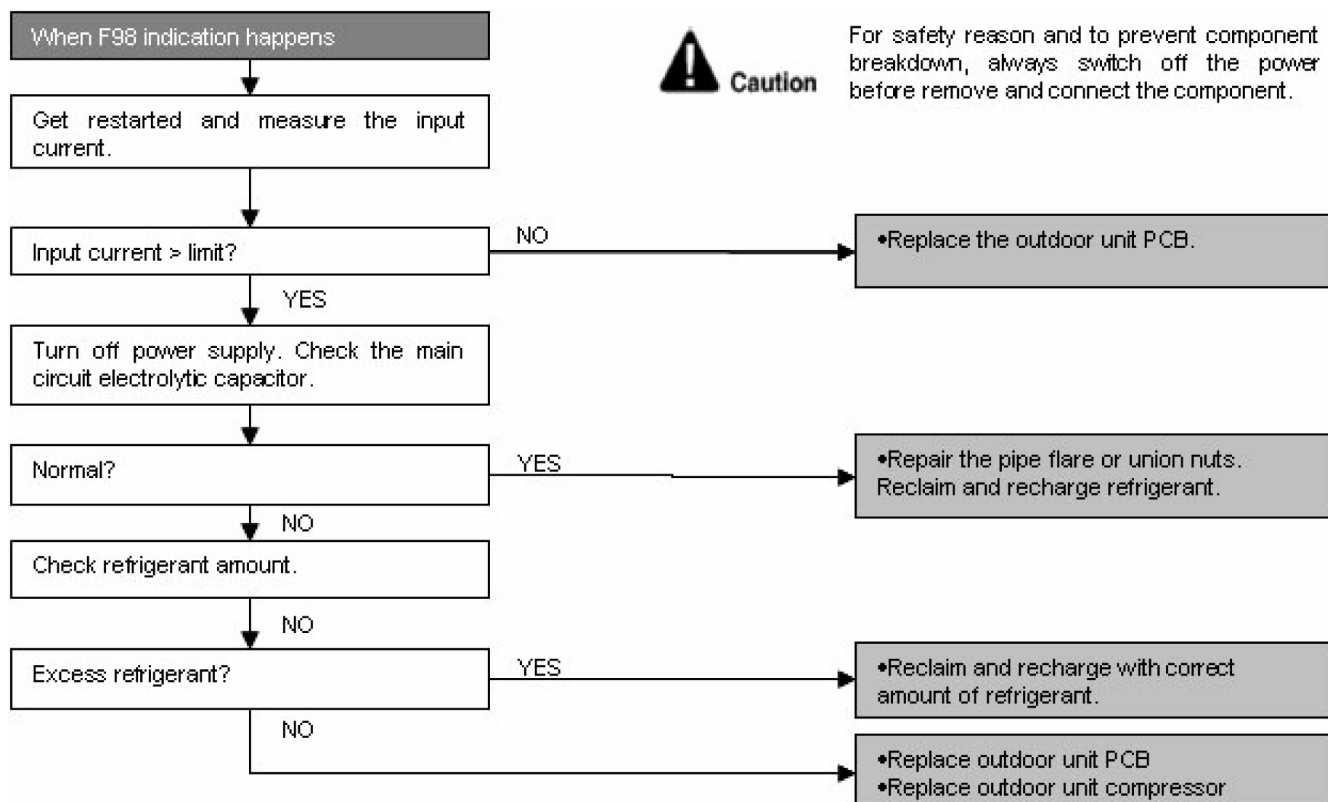 When F98 indication happens
Caution
For safety reason and to prevent component
breakdown, always switch off the power
before remove and connect the component.
Get restarted and measure the input
current.
Input current > limit?
NO
•Replace the outdoor unit PCB.
YES
Turn off power supply. Check the main
circuit electrolytic capacitor.
Normal?
YES
•Repair the pipe flare or union nuts.
Reclaim and recharge refrigerant.
NO
Check refrigerant amount.
NO
Excess refrigerant?
YES
•Reclaim and recharge with correct
amount of refrigerant.
NO
•Replace outdoor unit PCB
•Replace outdoor unit compressor